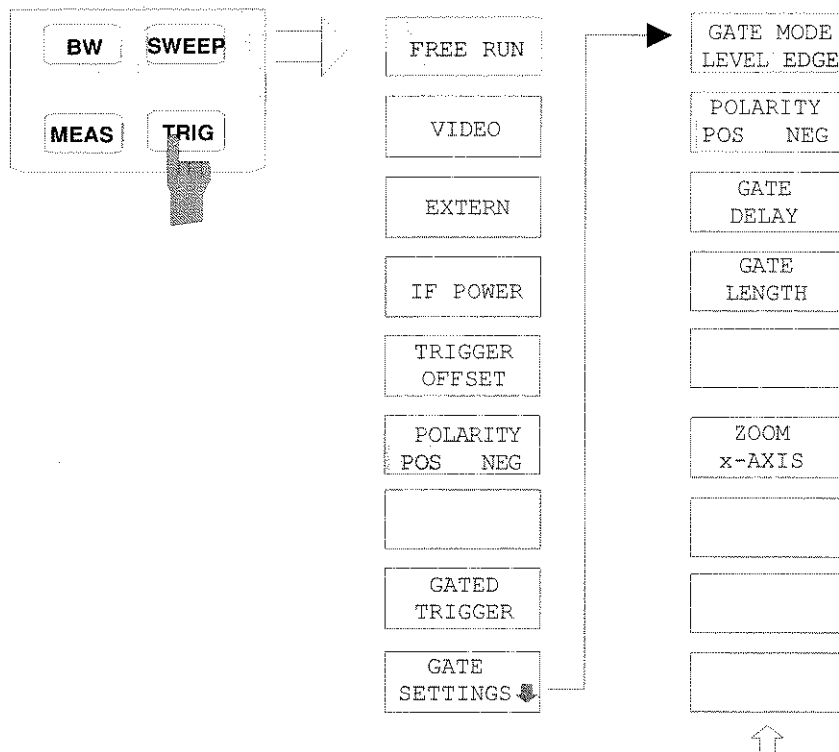 BW SWEEP
MEAS TRIG
FREE RUN
VIDEO
EXTERN
IF POWER
TRIGGER
OFFSET
POLARITY
POS NEG
GATED
TRIGGER
GATE
SETTINGS
GATE MODE
LEVEL EDGE
POLARITY
POS NEG
GATE
DELAY
GATE
LENGTH
ZOOM
x-AXIS